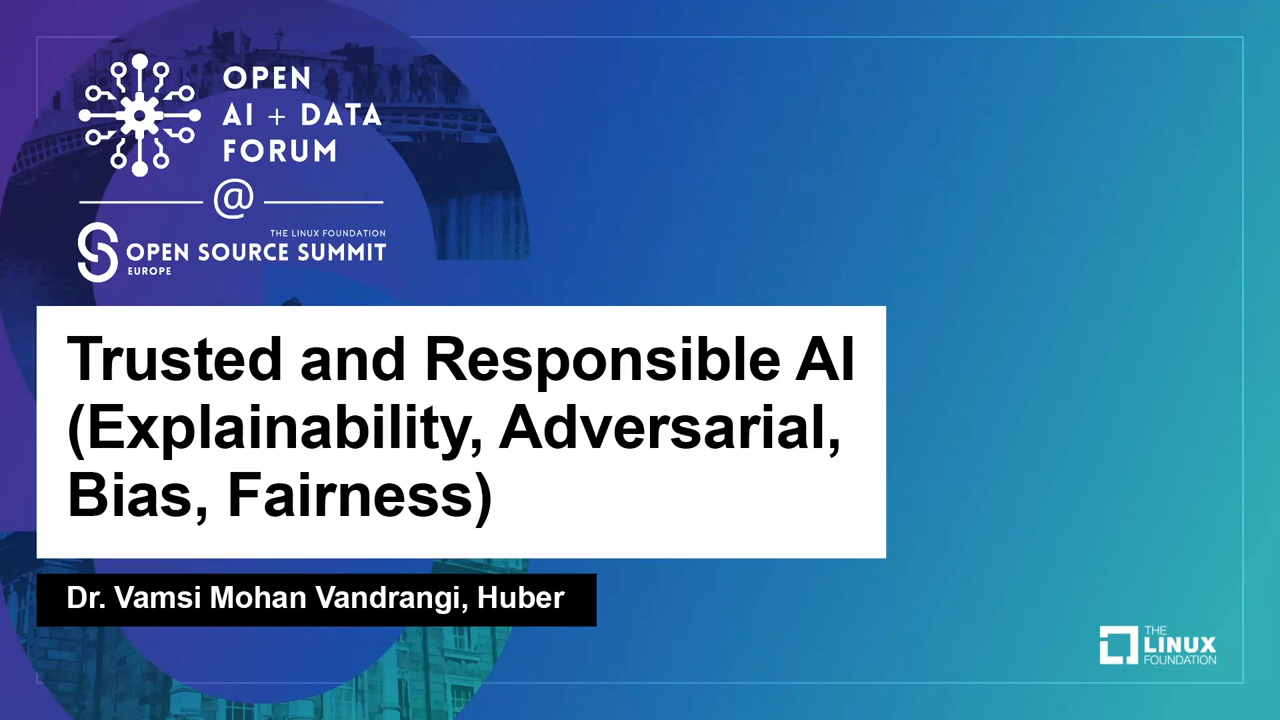 OPEN
AI + DATA
FORUM
@
THE LINUX FOUNDATION
OPEN SOURCE SUMMIT
EUROPE
Trusted and Responsible AI
(Explainability, Adversarial,
Bias, Fairness)
Dr. Vamsi Mohan Vandrangi, Huber
THE
LINUX
FOUNDATION